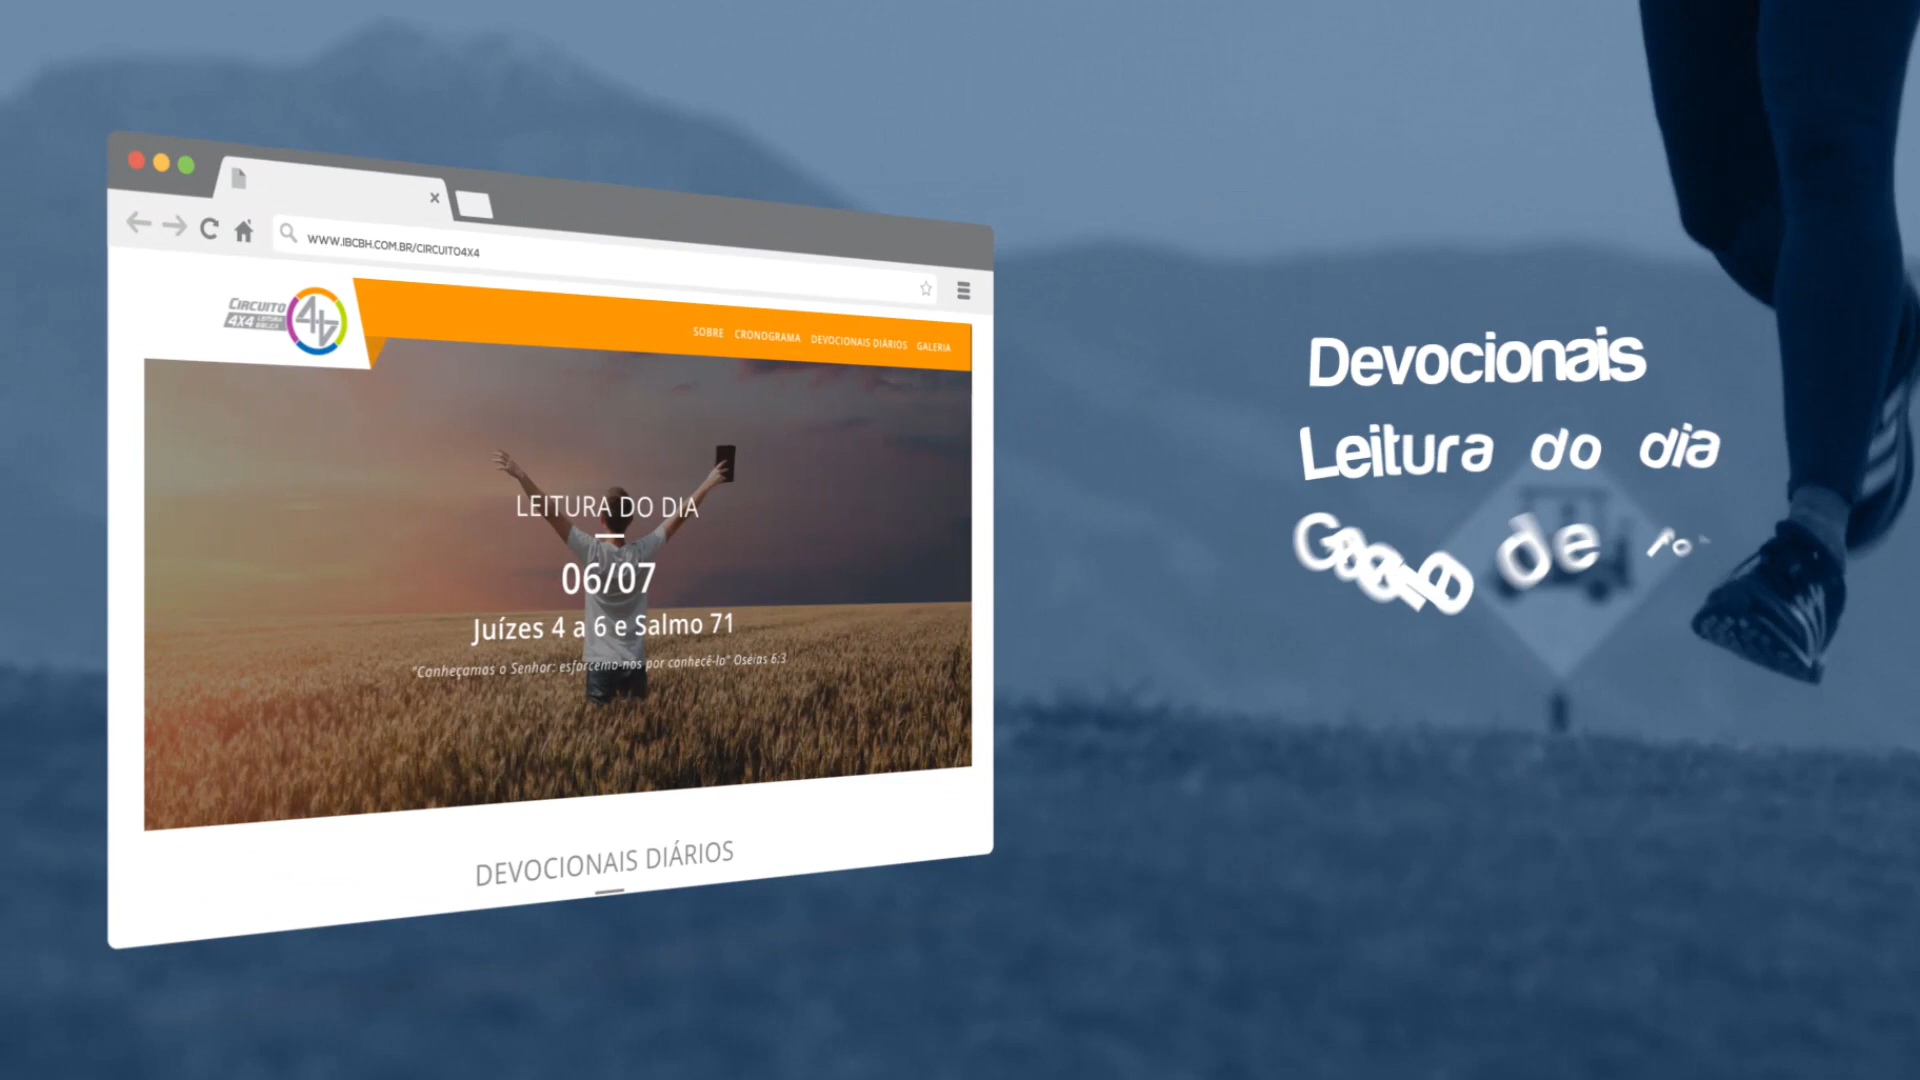 WWW.IBCBH.COM.BR/CIRCUITO4X4
CIRCUITO
4X4 LEITURA BÍBLICA
SOBRE CRONOGRAMA DEVOCIONAIS DIÁRIOS GALERIA
LEITURA DO DIA
06/07
Juízes 4 a 6 e Salmo 71
"Conheçamos o Senhor: esforcemo-nos por conhecê-lo" Oséias 6:3
DEVOCIONAIS DIÁRIOS
Devocionais
Leitura do dia
de